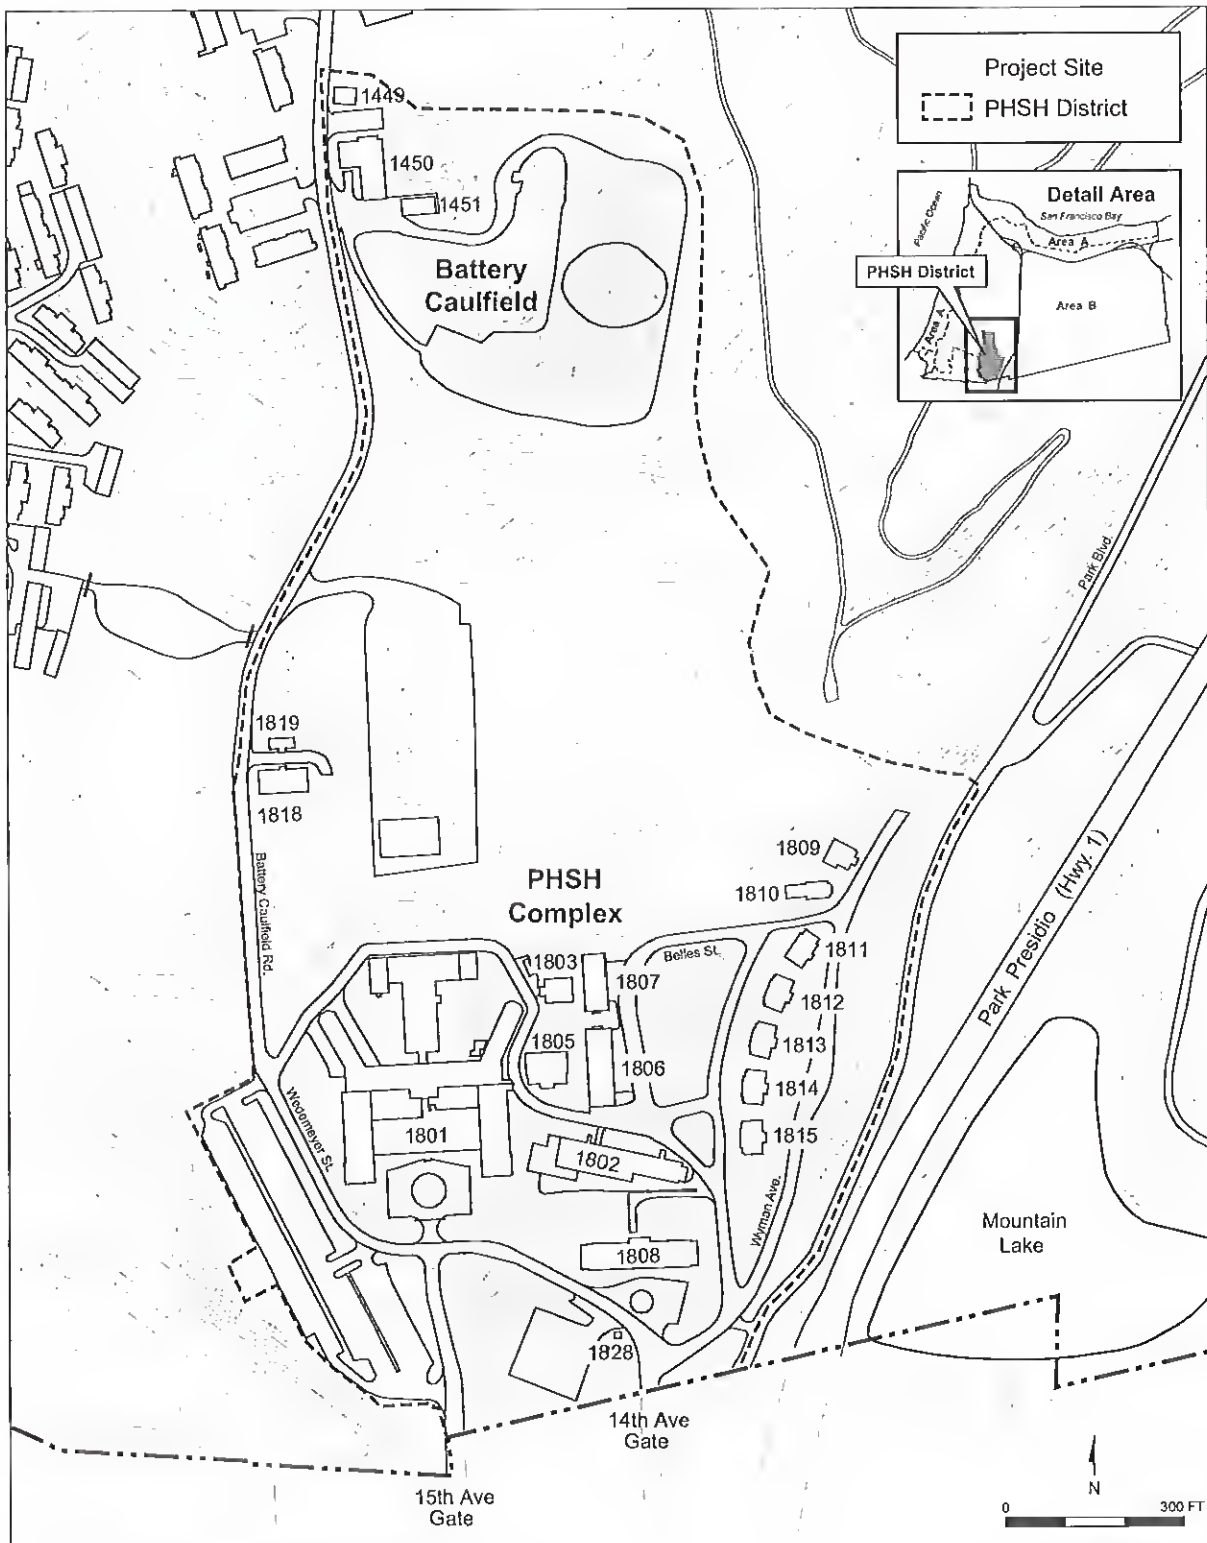 Project Site
PHSH District
Detail Area
San Francisco Bay
Pacific Ocean
Area A
PHSH District
Area B
Area A
1449
1450
1451
Battery
Caulfield
Park Blvd.
1819
1818
Battery Caulfield Rd.
PHSH
Complex
1809
1810
Park Presidio (Hwy. 1)
Belles St.
1811
1803
1807
1812
1805
1806
1813
1814
Wedemeyer St.
1801
1802
1815
Wyman Ave.
Mountain
Lake
1808
1828
14th Ave
Gate
15th Ave
Gate
N
0 300 FT